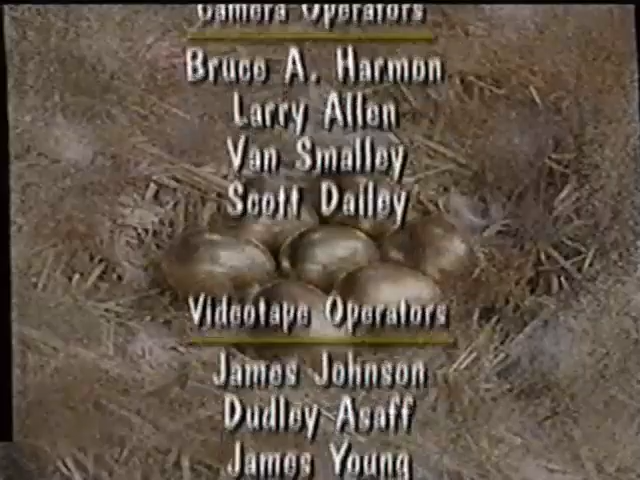 Camera Operators
Bruce A. Harmon
Larry Allen
Van Smalley
Scott Dailey
Videotape Operators
James Johnson
Dudley Asaff
James Young